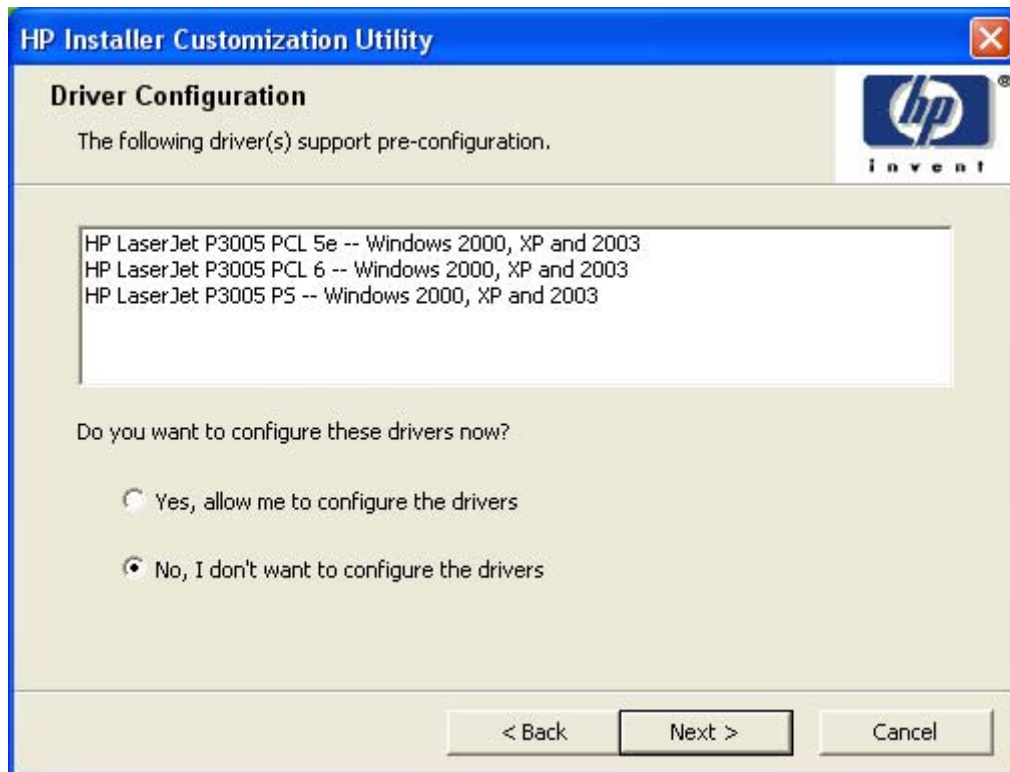 HP Installer Customization Utility
Driver Configuration
The following driver(s) support pre-configuration.
hp
®
invent
HP LaserJet P3005 PCL 5e -- Windows 2000, XP and 2003
HP LaserJet P3005 PCL 6 -- Windows 2000, XP and 2003
HP LaserJet P3005 PS -- Windows 2000, XP and 2003
Do you want to configure these drivers now?
Yes, allow me to configure the drivers
No, I don't want to configure the drivers
< Back
Next >
Cancel